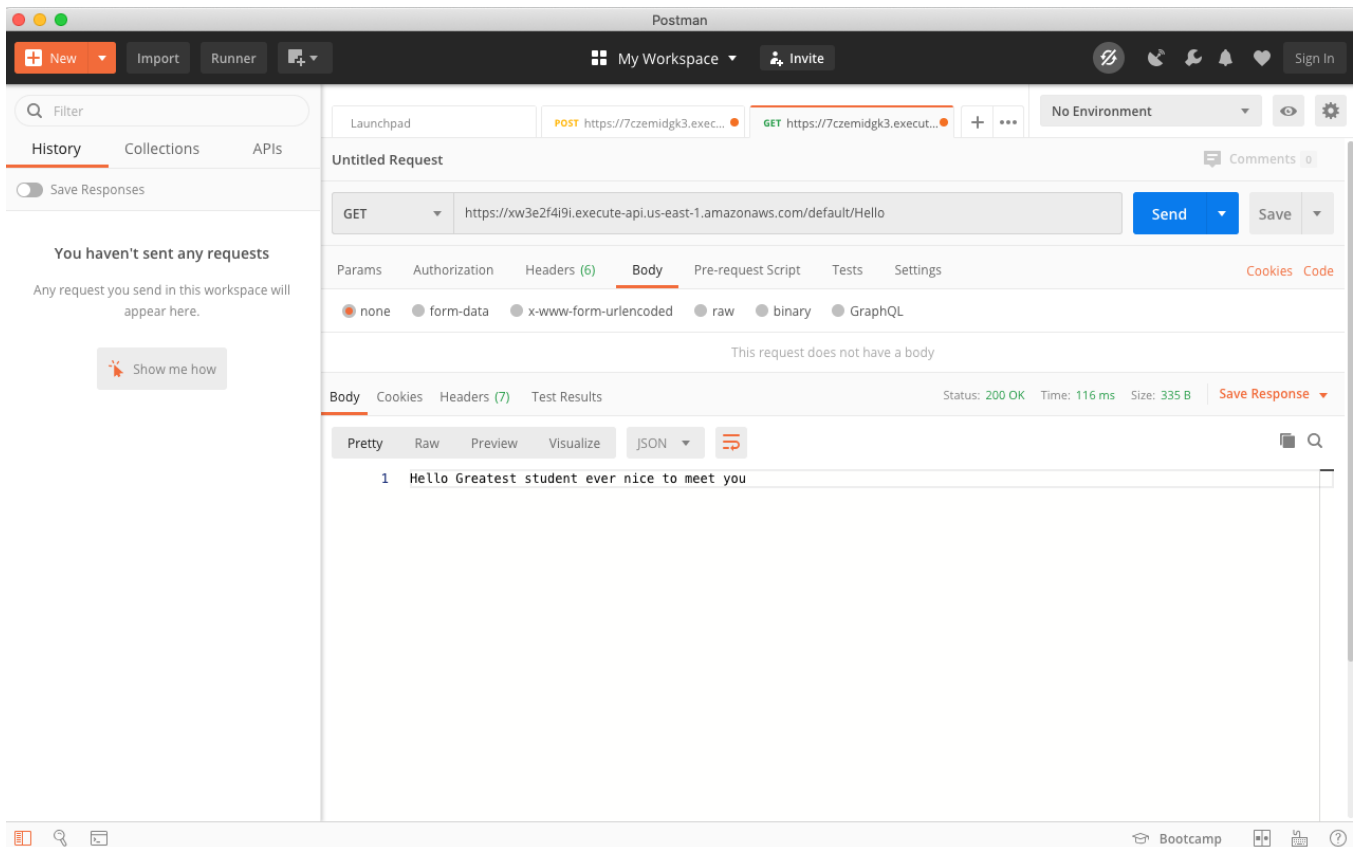 Postman
New Import Runner My Workspace Invite Sign In
Filter
History Collections APIs
Save Responses
You haven't sent any requests
Any request you send in this workspace will
appear here.
Show me how
Launchpad POST https://7czemidgk3.exec... GET https://7czemidgk3.execut... + ••• No Environment
Untitled Request Comments 0
GET https://xw3e2f4i9i.execute-api.us-east-1.amazonaws.com/default/Hello Send Save
Params Authorization Headers (6) Body Pre-request Script Tests Settings Cookies Code
none form-data x-www-form-urlencoded raw binary GraphQL
This request does not have a body
Body Cookies Headers (7) Test Results Status: 200 OK Time: 116 ms Size: 335 B Save Response
Pretty Raw Preview Visualize JSON
1 Hello Greatest student ever nice to meet you
Bootcamp